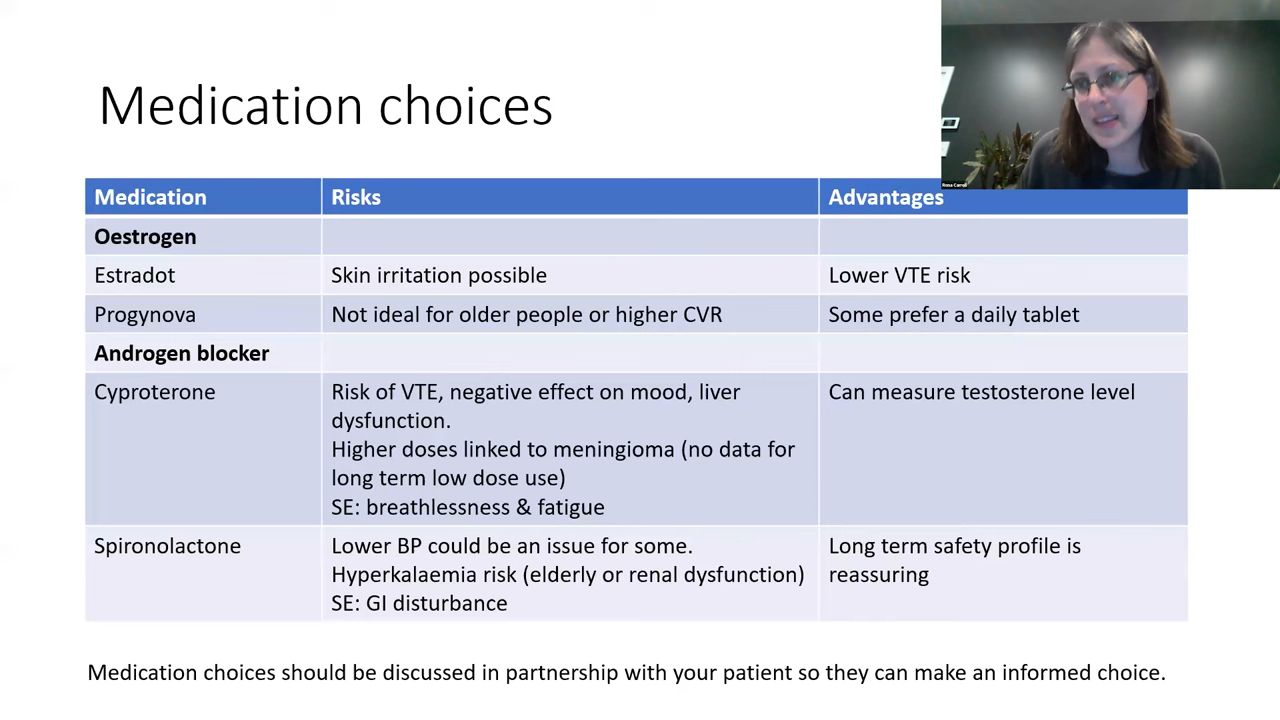 Medication choices
Rosa Carroll
Medication Risks Advantages
Oestrogen
Estradot Skin irritation possible Lower VTE risk
Progynova Not ideal for older people or higher CVR Some prefer a daily tablet
Androgen blocker
Cyproterone Risk of VTE, negative effect on mood, liver Can measure testosterone level
dysfunction.
Higher doses linked to meningioma (no data for
long term low dose use)
SE: breathlessness & fatigue
Spironolactone Lower BP could be an issue for some. Long term safety profile is
Hyperkalaemia risk (elderly or renal dysfunction) reassuring
SE: GI disturbance
Medication choices should be discussed in partnership with your patient so they can make an informed choice.